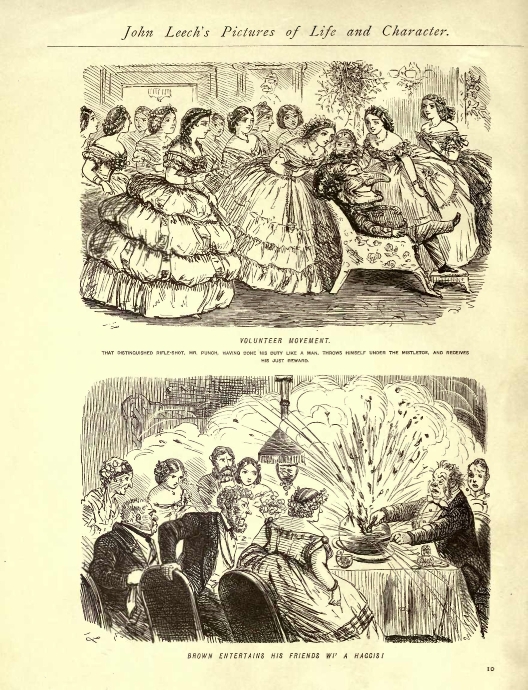 John Leech's Pictures of Life and Character.
VOLUNTEER MOVEMENT.
THAT DISTINGUISHED RIFLE-SHOT, MR. PUNCH, HAVING DONE HIS DUTY LIKE A MAN, THROWS HIMSELF UNDER THE MISTLETOE, AND RECEIVES
HIS JUST REWARD.
BROWN ENTERTAINS HIS FRIENDS WI' A HAGGIS!
10